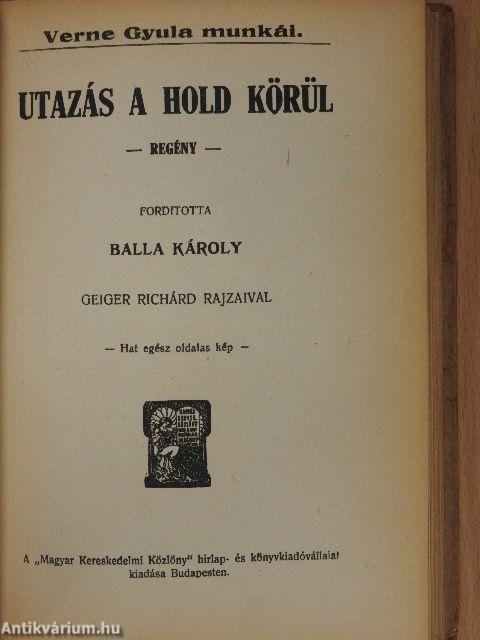 Verne Gyula munkái.
UTAZÁS A HOLD KÖRÜL
— REGÉNY —
FORDITOTTA
BALLA KÁROLY
GEIGER RICHÁRD RAJZAIVAL
— Hat egész oldalas kép —
A „Magyar Kereskedelmi Közlöny" hirlap- és könyvkiadóvállalat
kiadása Budapesten.
Antikvárium.hu